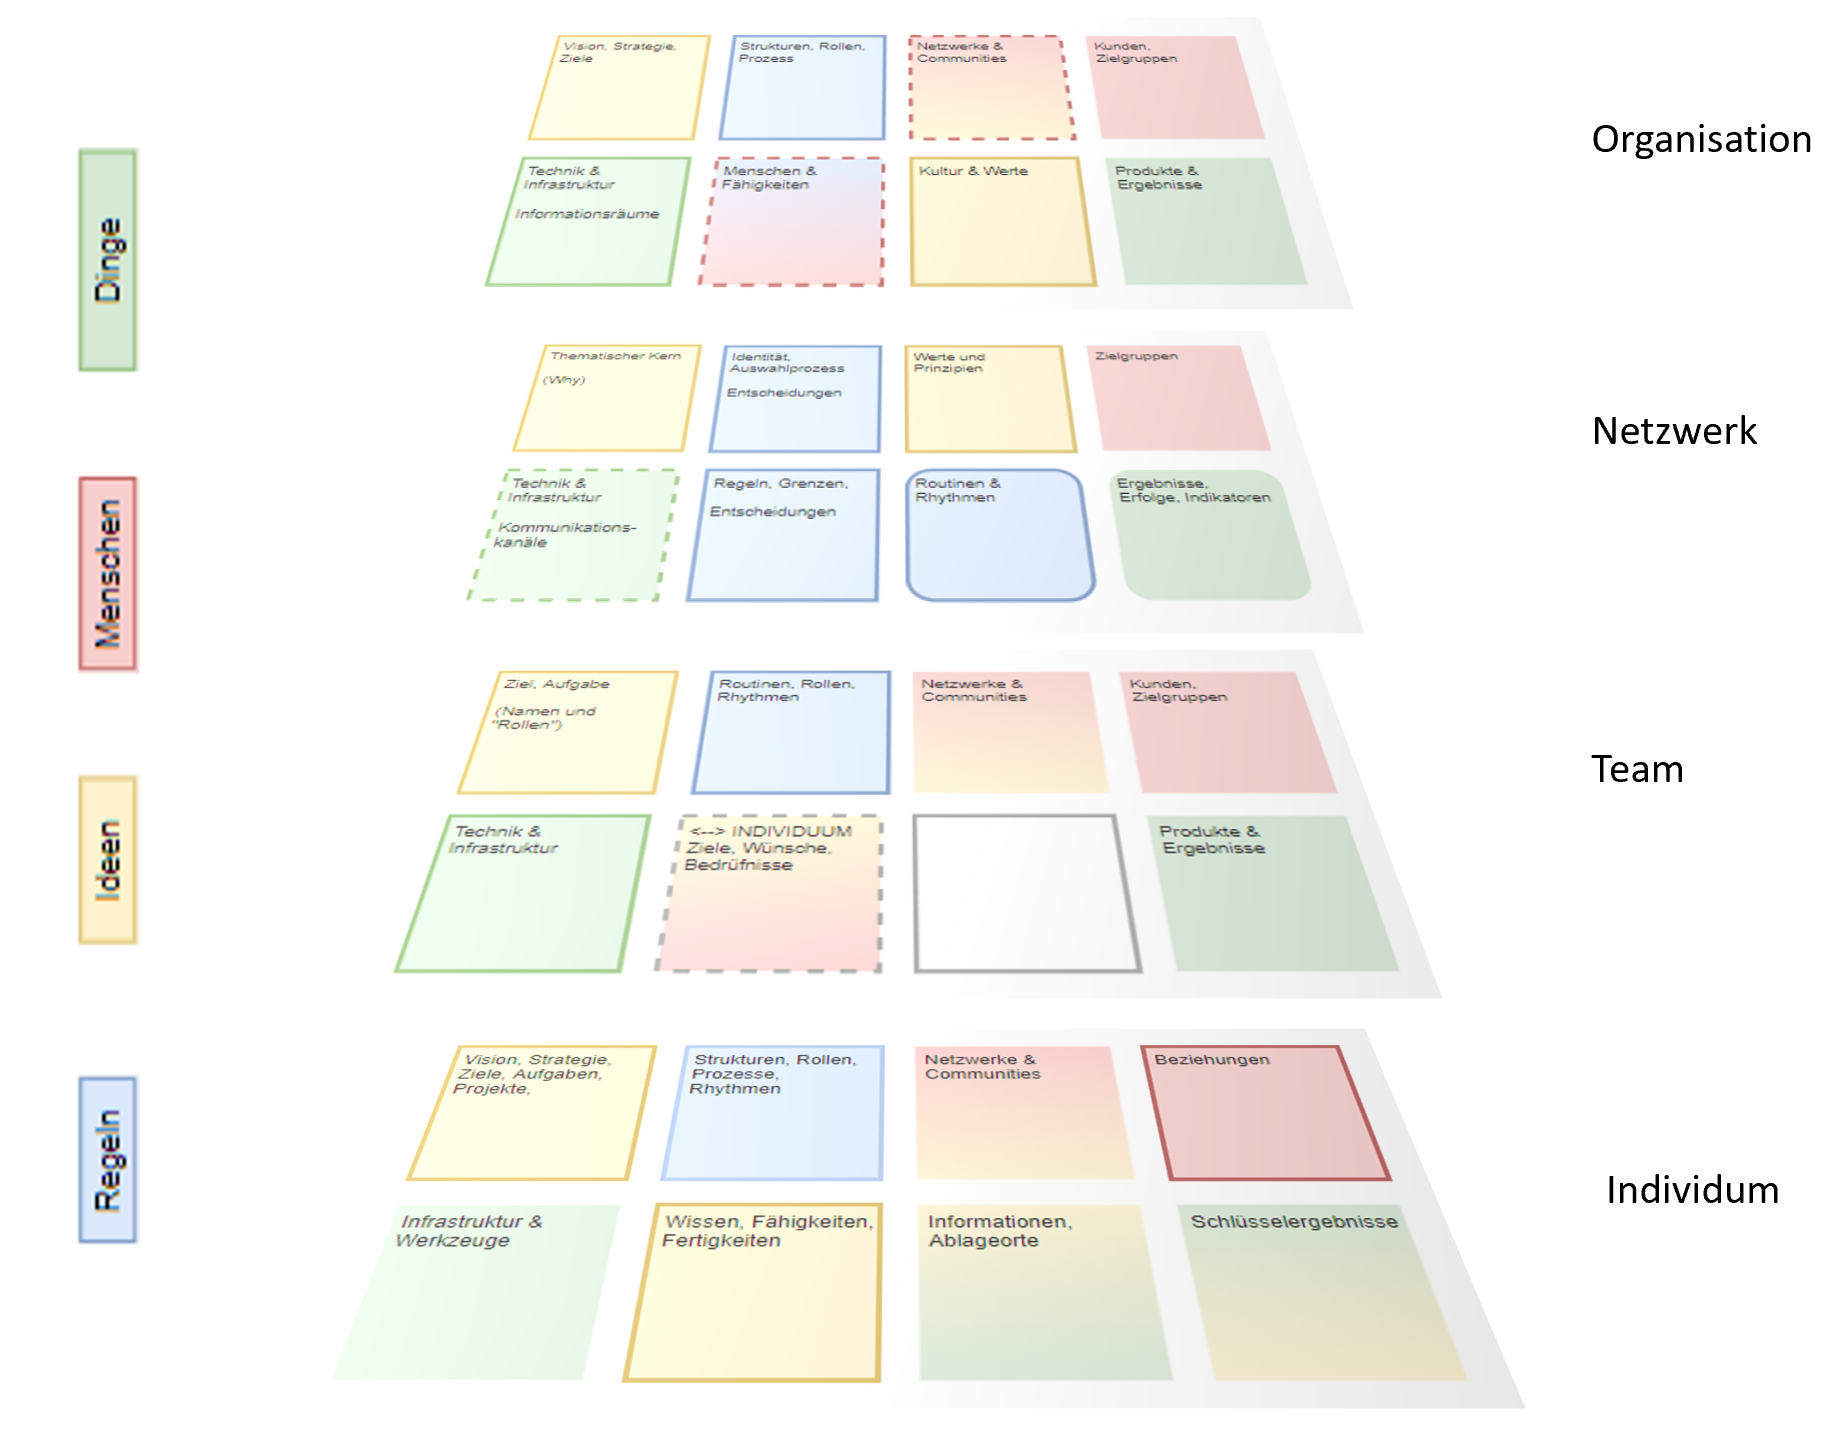 Vision, Strategie,
Ziele
Strukturen, Rollen,
Prozess
Netzwerke &
Communities
Kunden,
Zielgruppen
Organisation
Technik &
Infrastruktur
Informationsräume
Menschen &
Fähigkeiten
Kultur & Werte
Produkte &
Ergebnisse
Dinge
Thematischer Kern
(Why)
Identität,
Auswahlprozess
Entscheidungen
Werte und
Prinzipien
Zielgruppen
Netzwerk
Technik &
Infrastruktur
Kommunikations-
kanäle
Regeln, Grenzen,
Entscheidungen
Routinen &
Rhythmen
Ergebnisse,
Erfolge, Indikatoren
Menschen
Ziel, Aufgabe
(Namen und
"Rollen")
Routinen, Rollen,
Rhythmen
Netzwerke &
Communities
Kunden,
Zielgruppen
Team
Technik &
Infrastruktur
<--> INDIVIDUUM
Ziele, Wünsche,
Bedrüfnisse
Produkte &
Ergebnisse
Ideen
Vision, Strategie,
Ziele, Aufgaben,
Projekte,
Strukturen, Rollen,
Prozesse,
Rhythmen
Netzwerke &
Communities
Beziehungen
Individum
Regeln
Infrastruktur &
Werkzeuge
Wissen, Fähigkeiten,
Fertigkeiten
Informationen,
Ablageorte
Schlüsselergebnisse